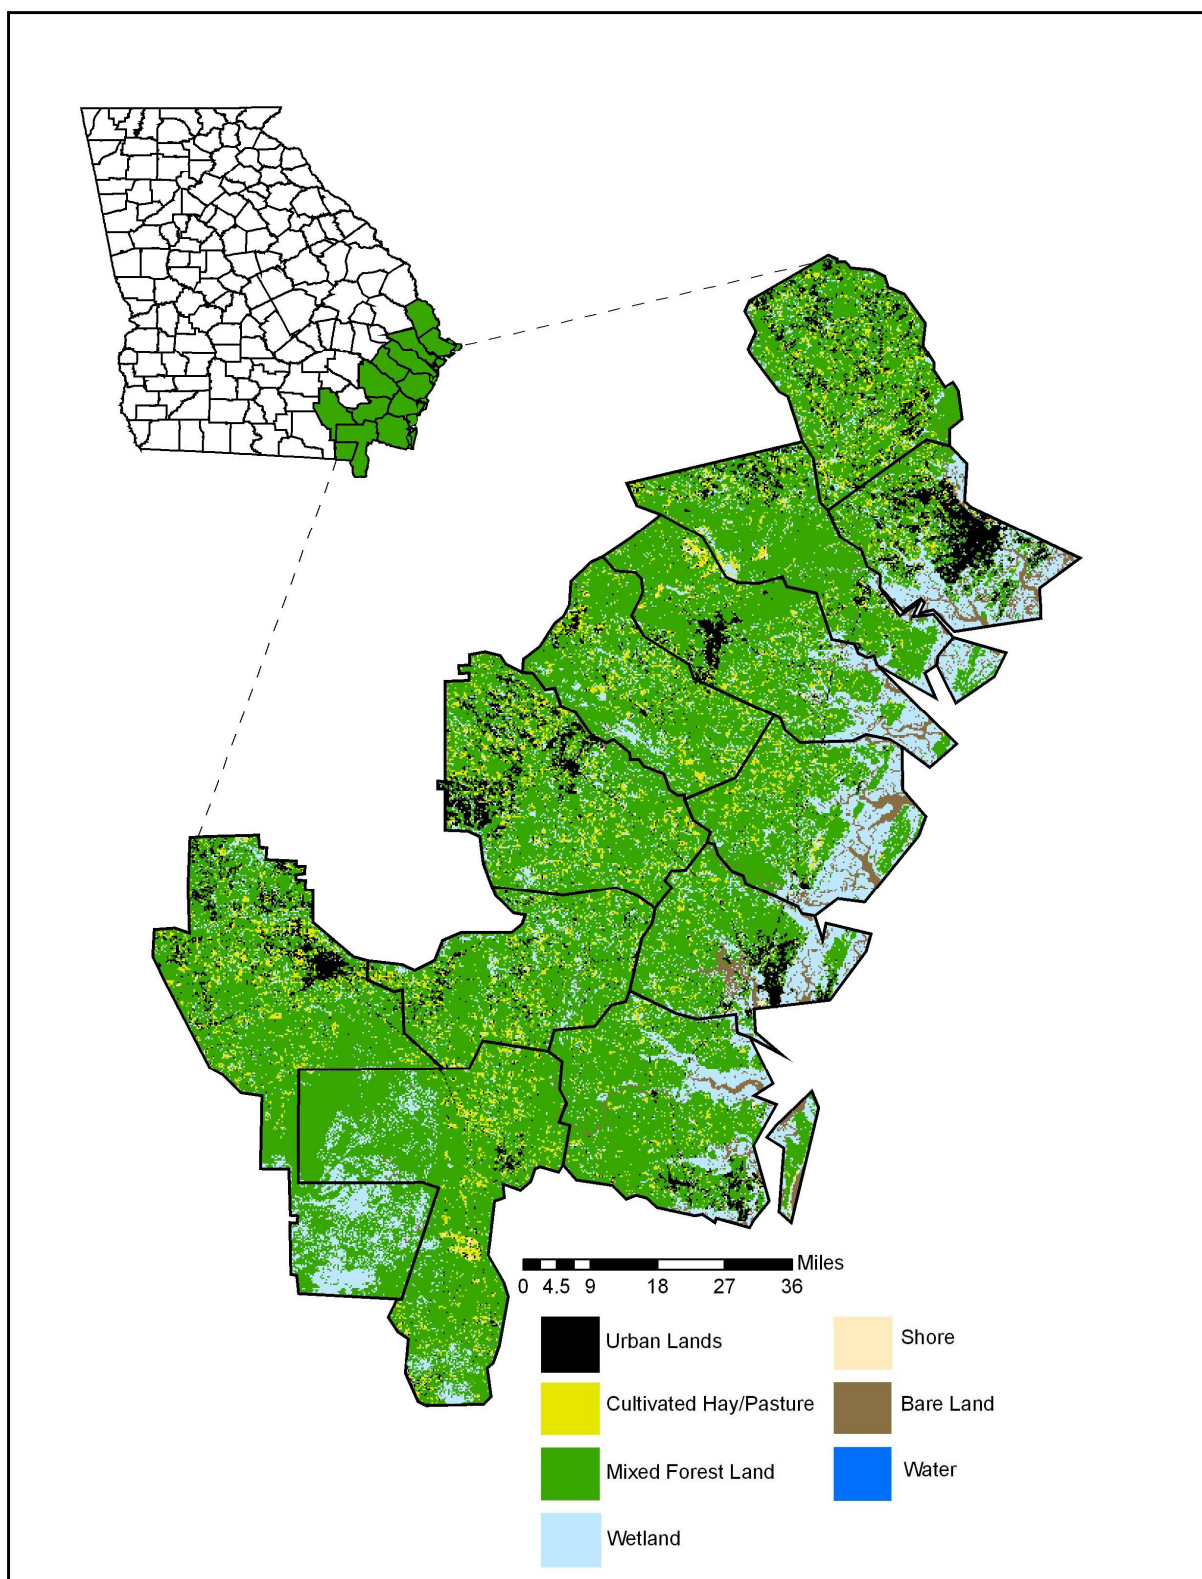 Miles
0 4.5 9 18 27 36
Urban Lands
Shore
Cultivated Hay/Pasture
Bare Land
Mixed Forest Land
Water
Wetland